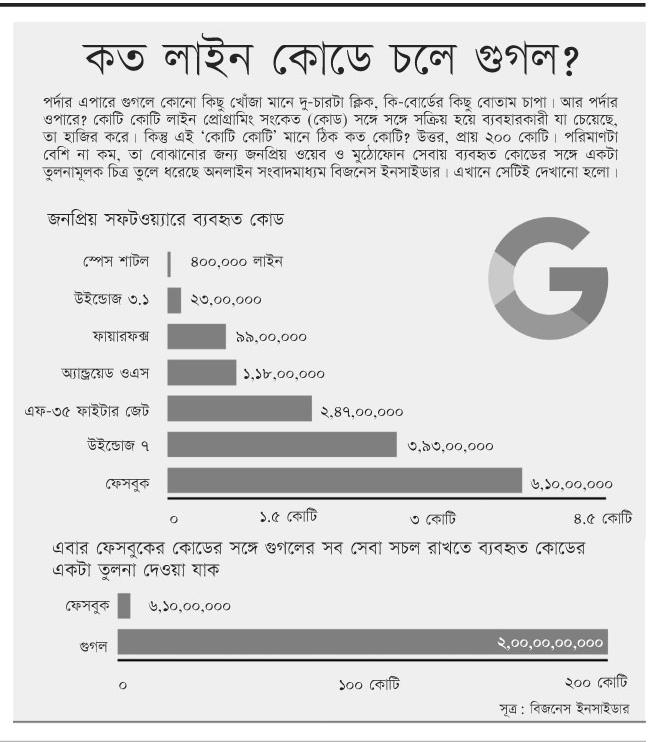 কত লাইন কোডে চলে গুগল?
পর্দার এপারে গুগলে কোনো কিছু খোঁজা মানে দু-চারটা ক্লিক, কি-বোর্ডের কিছু বোতাম চাপা। আর পর্দার
ওপারে? কোটি কোটি লাইন প্রোগ্রামিং সংকেত (কোড) সঙ্গে সঙ্গে সক্রিয় হয়ে ব্যবহারকারী যা চেয়েছে,
তা হাজির করে। কিন্তু এই ‘কোটি কোটি’ মানে ঠিক কত কোটি? উত্তর, প্রায় ২০০ কোটি। পরিমাণটা
বেশি না কম, তা বোঝানোর জন্য জনপ্রিয় ওয়েব ও মুঠোফোন সেবায় ব্যবহৃত কোডের সঙ্গে একটা
তুলনামূলক চিত্র তুলে ধরেছে অনলাইন সংবাদমাধ্যম বিজনেস ইনসাইডার। এখানে সেটিই দেখানো হলো।
জনপ্রিয় সফটওয়্যারে ব্যবহৃত কোড
স্পেস শাটল ৪০০,০০০ লাইন
উইন্ডোজ ৩.১ ২৩,০০,০০০
ফায়ারফক্স ৯৯,০০,০০০
অ্যান্ড্রয়েড ওএস ১,১৮,০০,০০০
এফ-৩৫ ফাইটার জেট ২,৪৭,০০,০০০
উইন্ডোজ ৭ ৩,৯৩,০০,০০০
ফেসবুক ৬,১০,০০,০০০
০ ১.৫ কোটি ৩ কোটি ৪.৫ কোটি
এবার ফেসবুকের কোডের সঙ্গে গুগলের সব সেবা সচল রাখতে ব্যবহৃত কোডের
একটা তুলনা দেওয়া যাক
ফেসবুক ৬,১০,০০,০০০
গুগল ২,০০,০০,০০,০০০
০ ১০০ কোটি ২০০ কোটি
সূত্র : বিজনেস ইনসাইডার